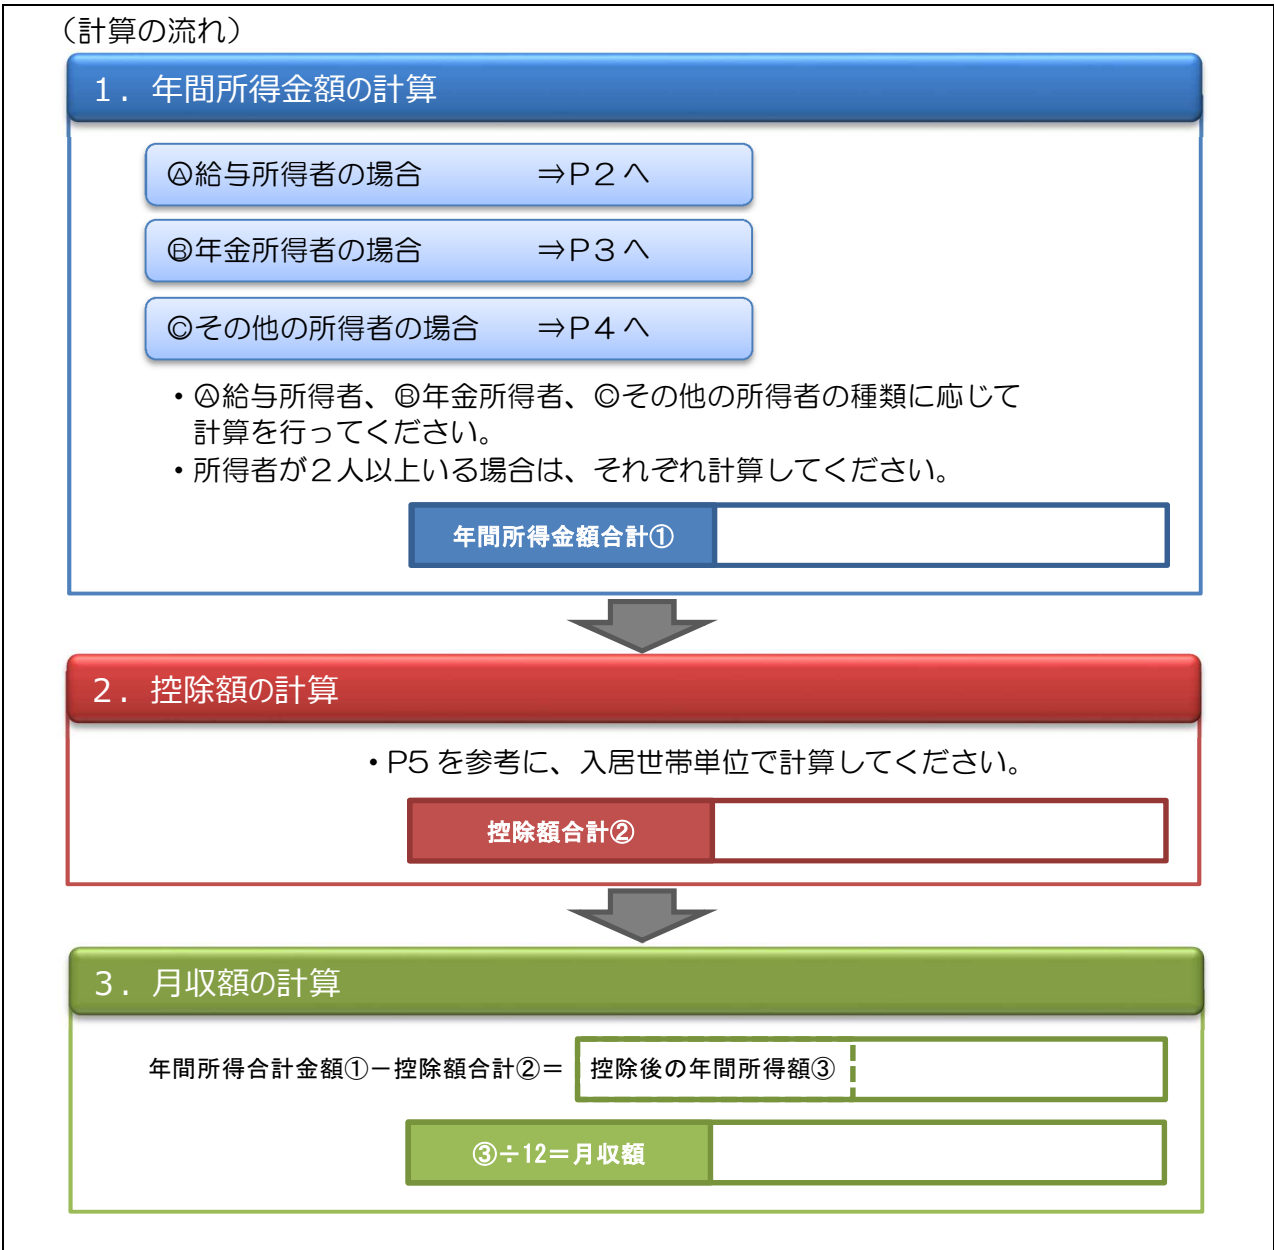 （計算の流れ）
１．年間所得金額の計算
Ⓐ給与所得者の場合　⇒Ｐ２へ
Ⓑ年金所得者の場合　⇒Ｐ３へ
Ⓒその他の所得者の場合　⇒Ｐ４へ
・Ⓐ給与所得者、Ⓑ年金所得者、Ⓒその他の所得者の種類に応じて
計算を行ってください。
・所得者が２人以上いる場合は、それぞれ計算してください。
年間所得金額合計①
２．控除額の計算
・P5 を参考に、入居世帯単位で計算してください。
控除額合計②
３．月収額の計算
年間所得合計金額①－控除額合計②＝ 控除後の年間所得額③
③÷12＝月収額